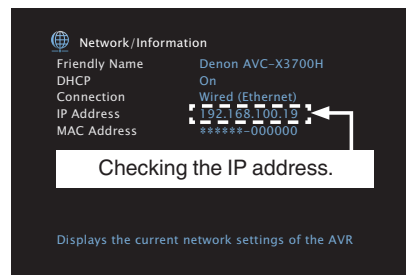 Network/Information
Friendly Name Denon AVC-X3700H
DHCP On
Connection Wired (Ethernet)
IP Address 192.168.100.19
MAC Address ******-000000
Checking the IP address.
Displays the current network settings of the AVR